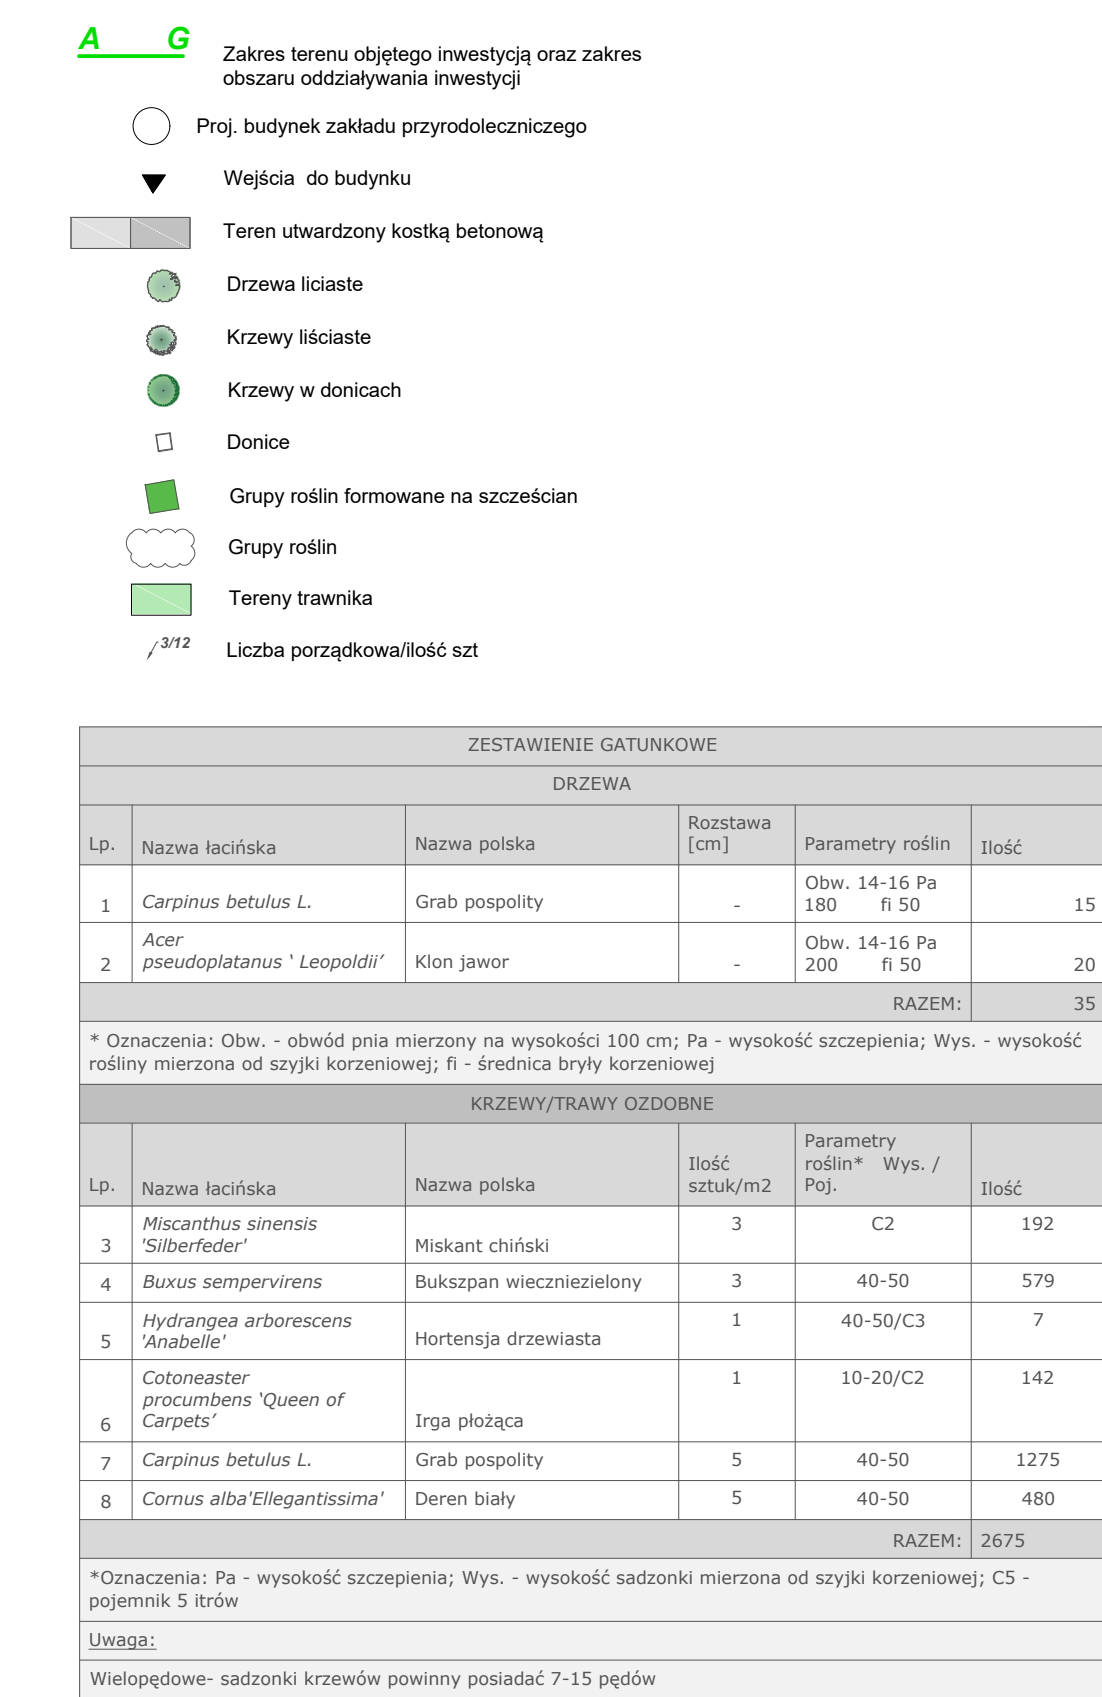 A G
Zakres terenu objętego inwestycją oraz zakres
obszaru oddziaływania inwestycji
Proj. budynek zakładu przyrodoleczniczego
Wejścia do budynku
Teren utwardzony kostką betonową
Drzewa liciaste
Krzewy liściaste
Krzewy w donicach
Donice
Grupy roślin formowane na szcześcian
Grupy roślin
Tereny trawnika
3/12 Liczba porządkowa/ilość szt
ZESTAWIENIE GATUNKOWE
DRZEWA
Lp. Nazwa łacińska Nazwa polska Rozstawa [cm] Parametry roślin Ilość
1 Carpinus betulus L. Grab pospolity - Obw. 14-16 Pa 180 fi 50 15
2 Acer pseudoplatanus ‘ Leopoldii’ Klon jawor - Obw. 14-16 Pa 200 fi 50 20
RAZEM: 35
* Oznaczenia: Obw. - obwód pnia mierzony na wysokości 100 cm; Pa - wysokość szczepienia; Wys. - wysokość
rośliny mierzona od szyjki korzeniowej; fi - średnica bryły korzeniowej
KRZEWY/TRAWY OZDOBNE
Lp. Nazwa łacińska Nazwa polska Ilość sztuk/m2 Parametry roślin* Wys. / Poj. Ilość
3 Miscanthus sinensis 'Silberfeder' Miskant chiński 3 C2 192
4 Buxus sempervirens Bukszpan wieczniezielony 3 40-50 579
5 Hydrangea arborescens 'Anabelle' Hortensja drzewiasta 1 40-50/C3 7
6 Cotoneaster procumbens ‘Queen of Carpets’ Irga płożąca 1 10-20/C2 142
7 Carpinus betulus L. Grab pospolity 5 40-50 1275
8 Cornus alba'Ellegantissima' Deren biały 5 40-50 480
RAZEM: 2675
*Oznaczenia: Pa - wysokość szczepienia; Wys. - wysokość sadzonki mierzona od szyjki korzeniowej; C5 -
pojemnik 5 itrów
Uwaga:
Wielopędowe- sadzonki krzewów powinny posiadać 7-15 pędów